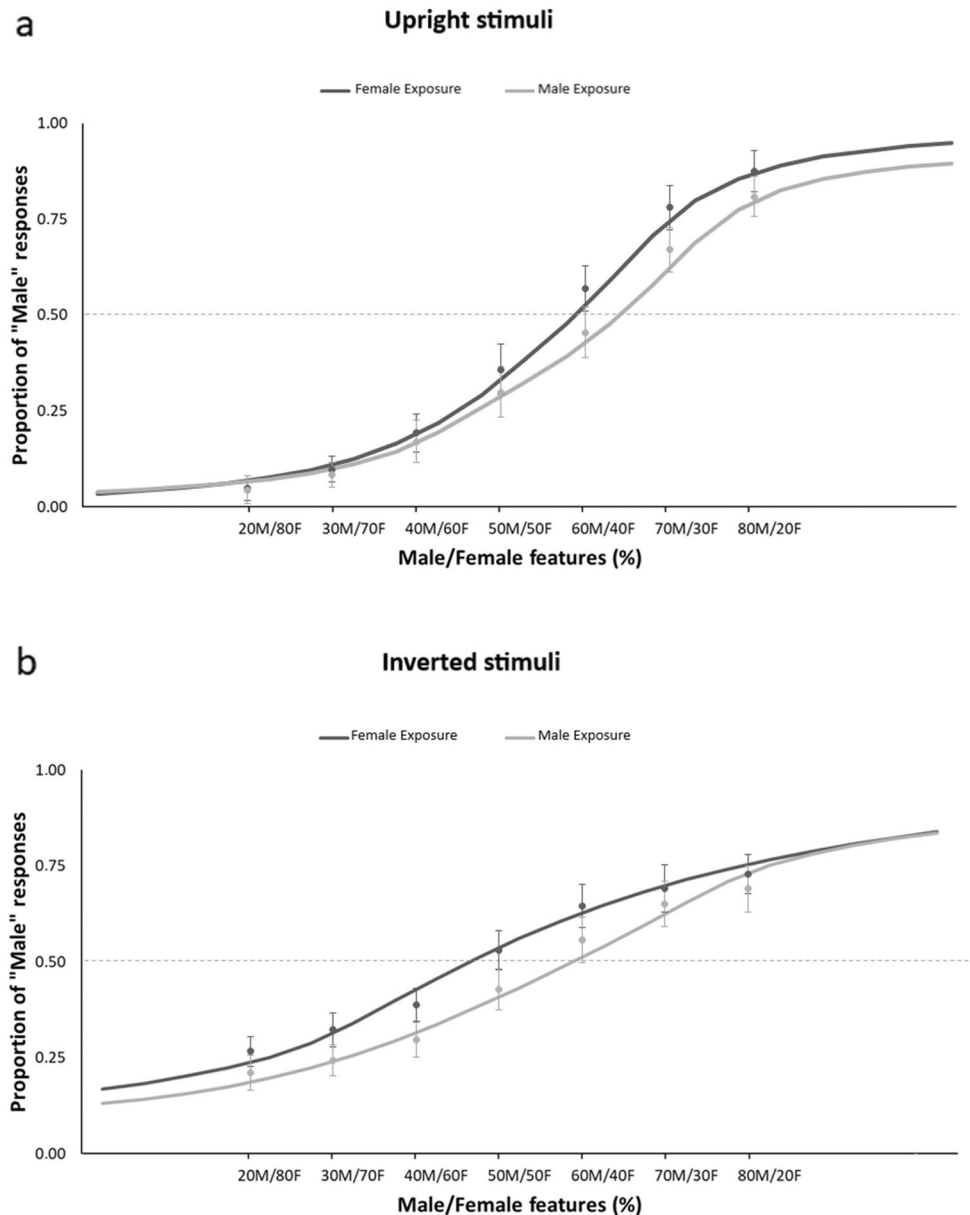 a
Upright stimuli
Female Exposure Male Exposure
1.00
0.75
0.50
0.25
0.00
Proportion of "Male" responses
20M/80F 30M/70F 40M/60F 50M/50F 60M/40F 70M/30F 80M/20F
Male/Female features (%)
b
Inverted stimuli
Female Exposure Male Exposure
1.00
0.75
0.50
0.25
0.00
Proportion of "Male" responses
20M/80F 30M/70F 40M/60F 50M/50F 60M/40F 70M/30F 80M/20F
Male/Female features (%)